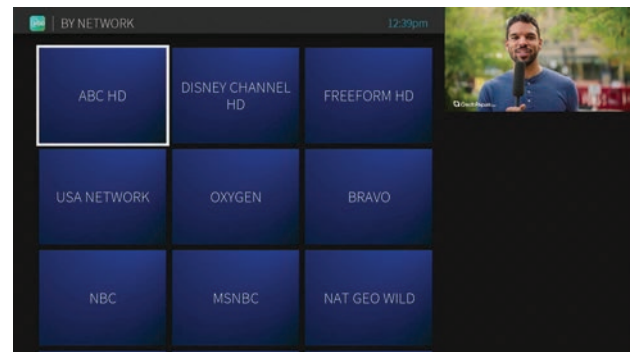 BY NETWORK
12:39pm
ABC HD
DISNEY CHANNEL
HD
FREEFORM HD
USA NETWORK
OXYGEN
BRAVO
NBC
MSNBC
NAT GEO WILD